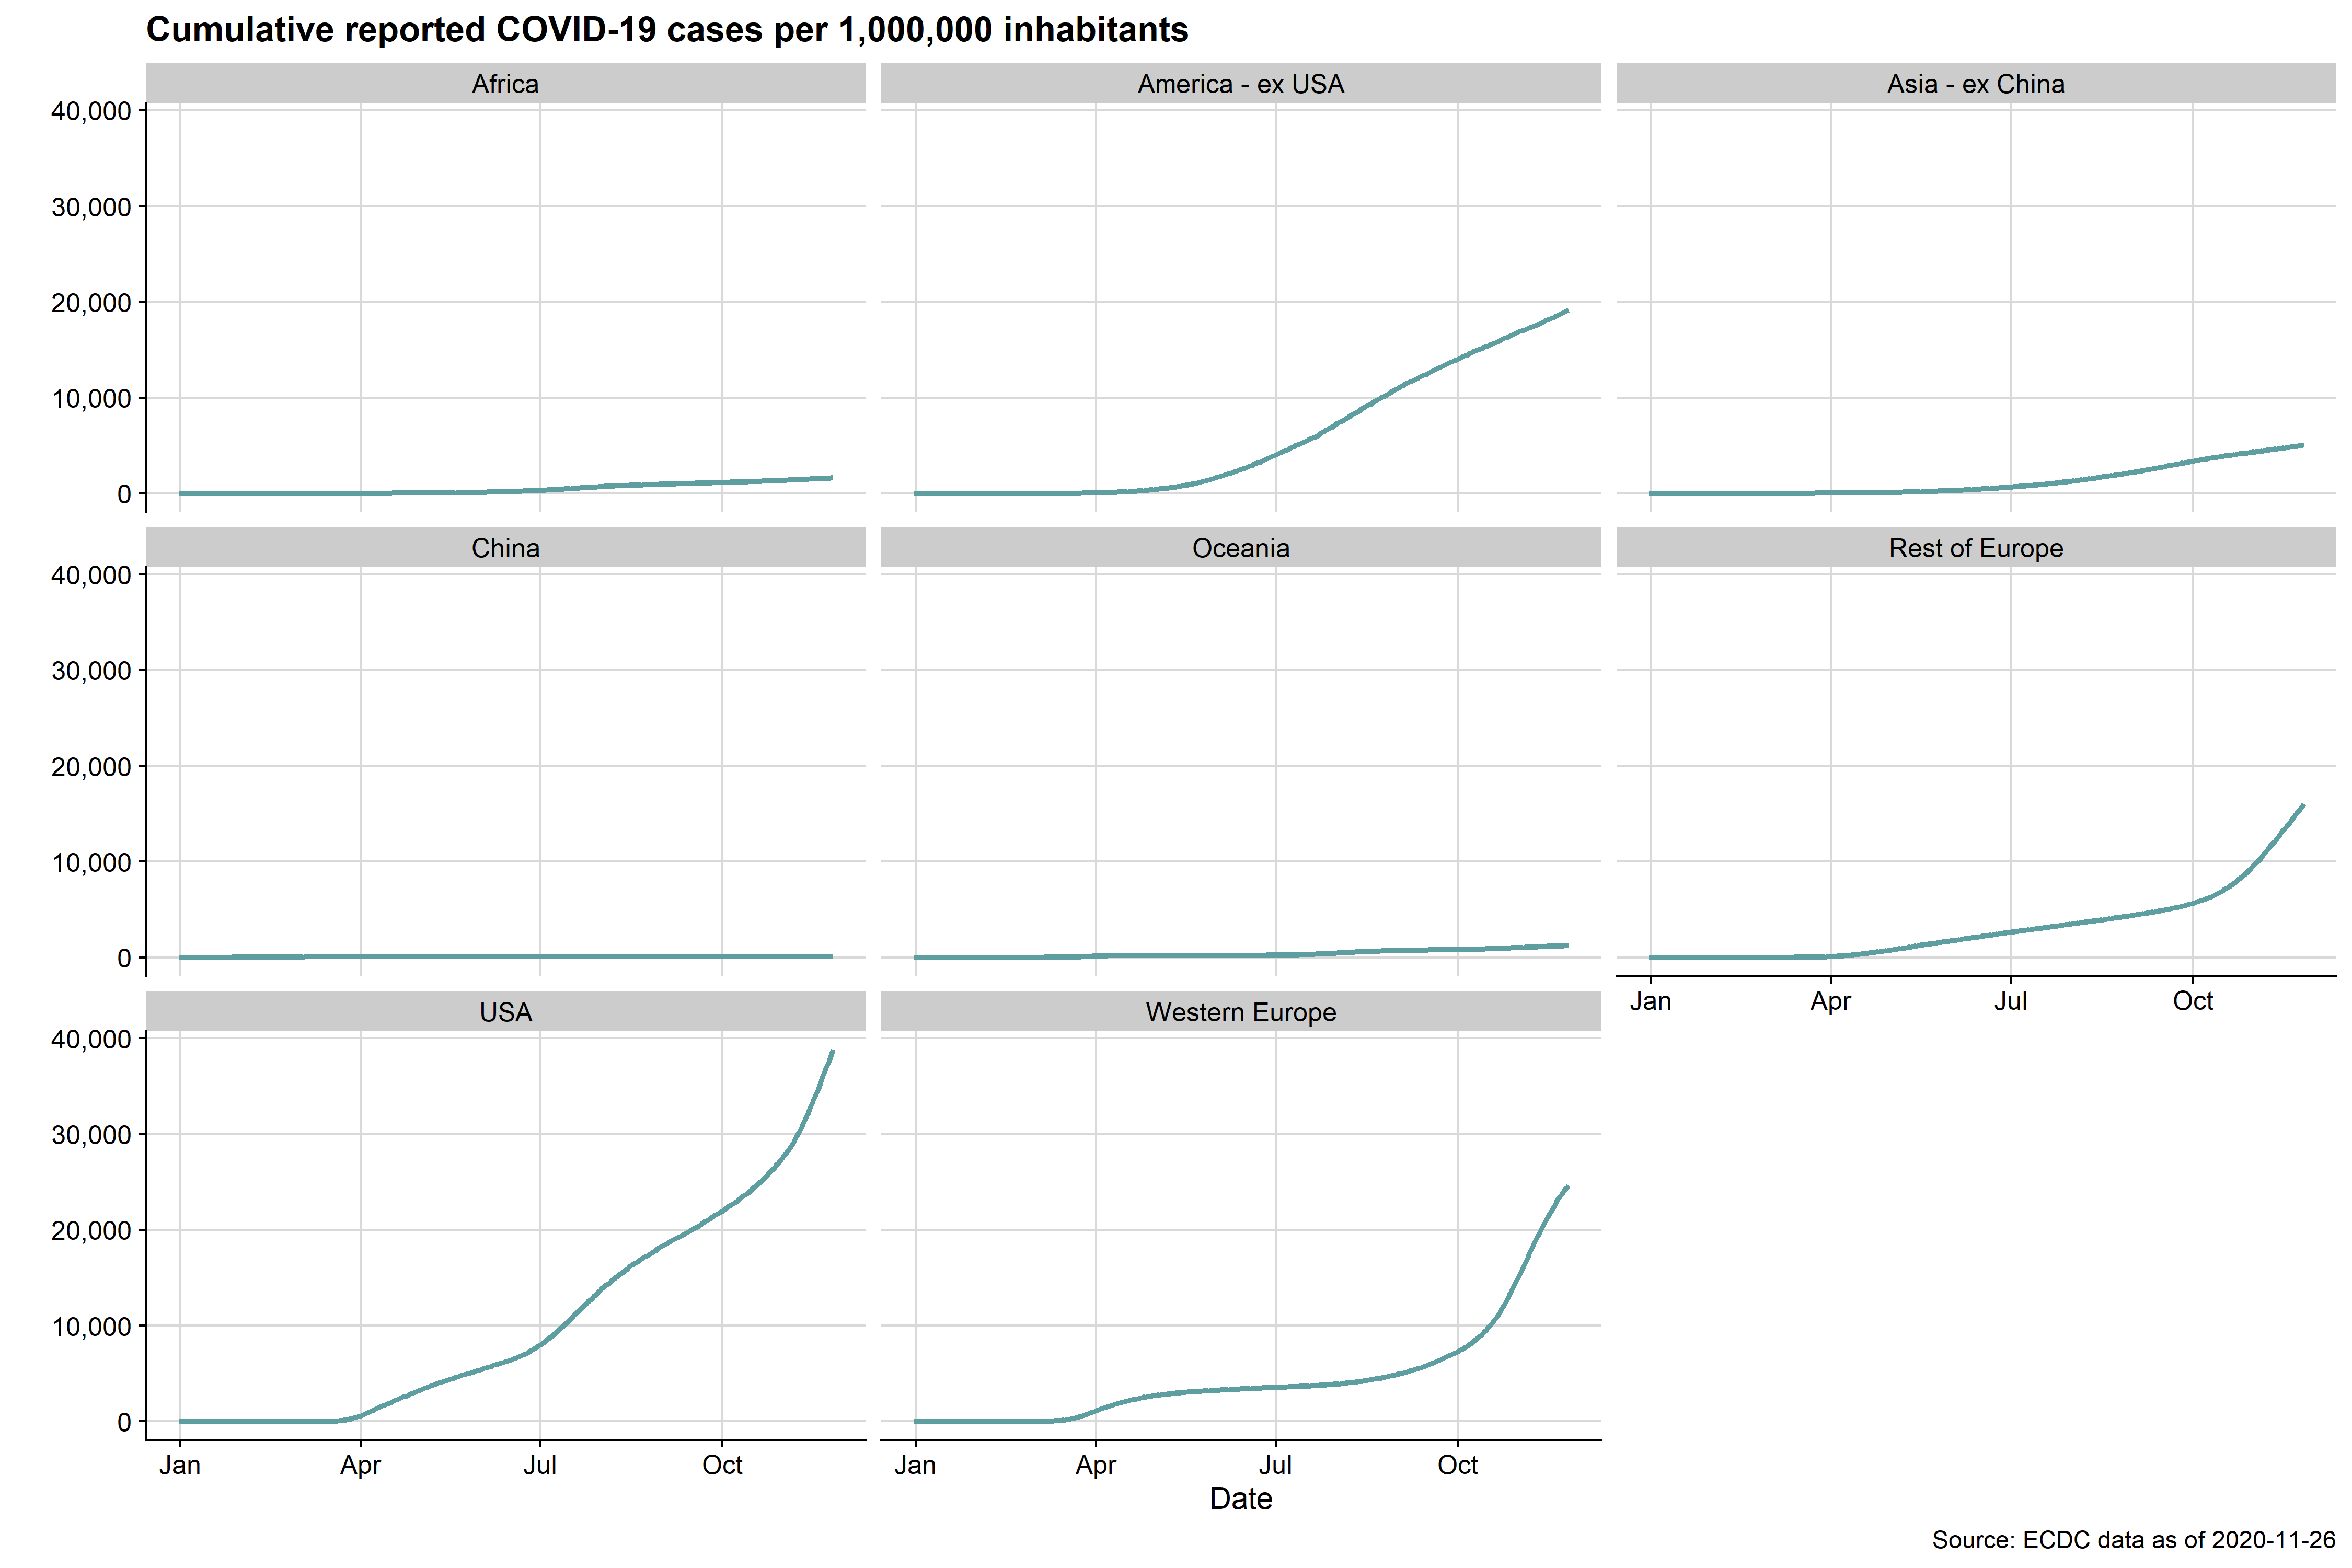 Cumulative reported COVID-19 cases per 1,000,000 inhabitants
Africa
America - ex USA
Asia - ex China
40,000
30,000
20,000
10,000
0
China
Oceania
Rest of Europe
40,000
30,000
20,000
10,000
0
Jan Apr Jul Oct
USA
Western Europe
40,000
30,000
20,000
10,000
0
Jan Apr Jul Oct
Jan Apr Jul Oct
Date
Source: ECDC data as of 2020-11-26